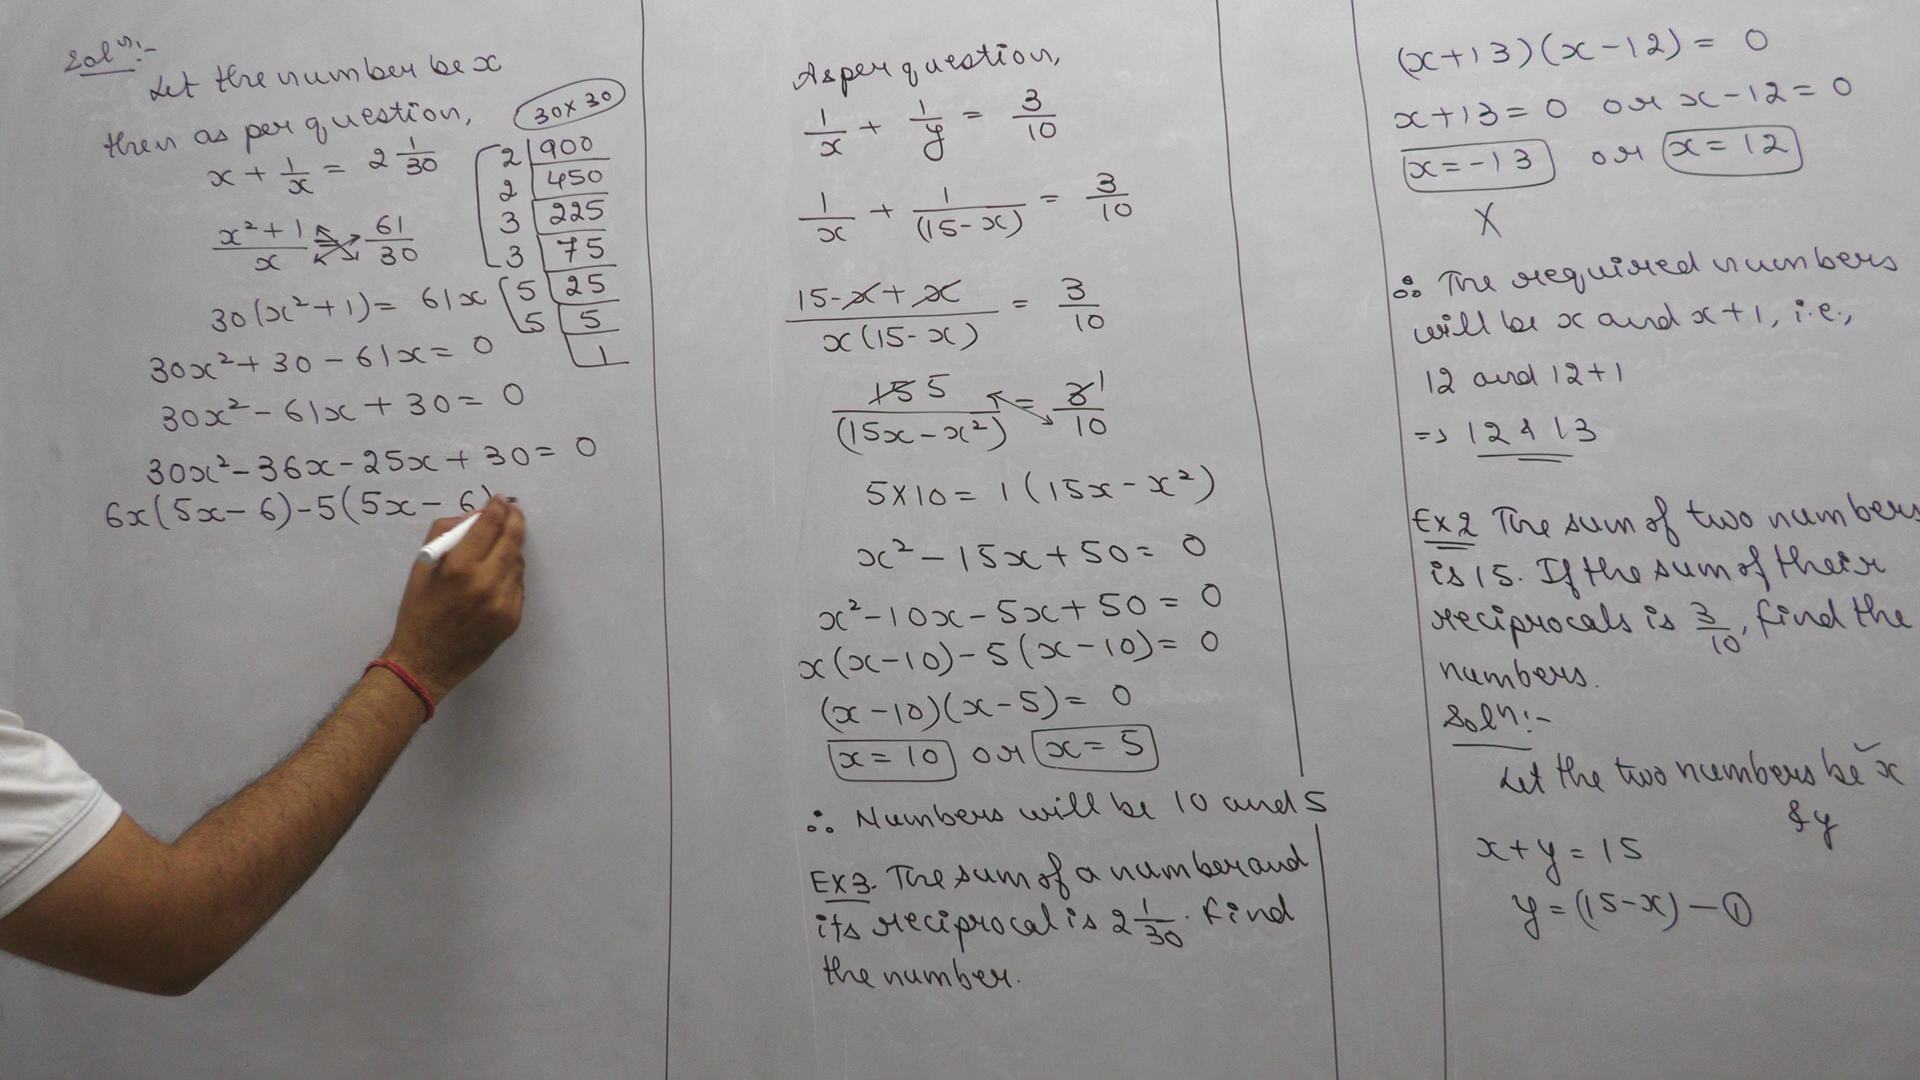 Solⁿ:-
Let the number be x
then as per question,
x + 1/x = 2 1/30
(x² + 1)/x = 61/30
30(x² + 1) = 61x
30x² + 30 - 61x = 0
30x² - 61x + 30 = 0
30x² - 36x - 25x + 30 = 0
6x(5x - 6) - 5(5x - 6) =
30 × 30
2 | 900
2 | 450
3 | 225
3 | 75
5 | 25
5 | 5
1
As per question,
1/x + 1/y = 3/10
1/x + 1/(15 - x) = 3/10
(15 - x + x)/(x(15 - x)) = 3/10
15 5/(15x - x²) = 3 1/10
5 × 10 = 1(15x - x²)
x² - 15x + 50 = 0
x² - 10x - 5x + 50 = 0
x(x - 10) - 5(x - 10) = 0
(x - 10)(x - 5) = 0
x = 10 or x = 5
∴ Numbers will be 10 and 5
Ex 3. The sum of a number and
its reciprocal is 2 1/30. Find
the number.
(x + 13)(x - 12) = 0
x + 13 = 0 or x - 12 = 0
x = -13 or x = 12
X
∴ The required numbers
will be x and x + 1, i.e.,
12 and 12 + 1
=> 12 & 13
Ex 2 The sum of two numbers
is 15. If the sum of their
reciprocals is 3/10, find the
numbers.
Solⁿ:-
Let the two numbers be x
& y
x + y = 15
y = (15 - x) - ①